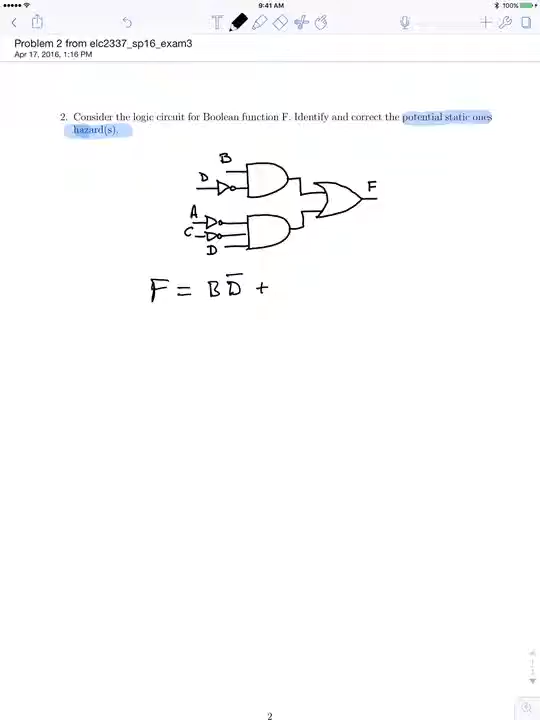 9:41 AM
100%
T
Problem 2 from elc2337_sp16_exam3
Apr 17, 2016, 1:16 PM
2. Consider the logic circuit for Boolean function F. Identify and correct the potential static ones
hazard(s).
B
D
F
A
C
D
F = BD̅ +
2